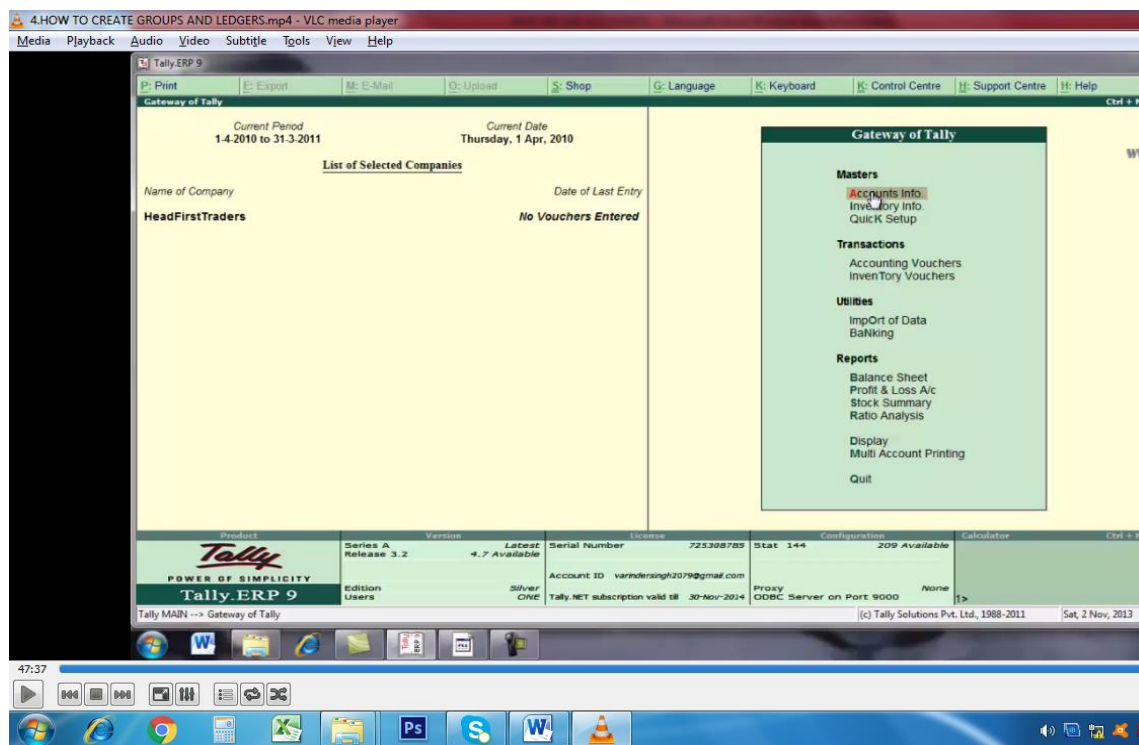 4.HOW TO CREATE GROUPS AND LEDGERS.mp4 - VLC media player
Media Playback Audio Video Subtitle Tools View Help
Tally.ERP 9
P: Print E: Export M: E-Mail O: Upload S: Shop G: Language K: Keyboard K: Control Centre H: Support Centre H: Help
Gateway of Tally Ctrl +
Current Period Current Date
1-4-2010 to 31-3-2011 Thursday, 1 Apr, 2010
List of Selected Companies
Name of Company Date of Last Entry
HeadFirstTraders No Vouchers Entered
Gateway of Tally
Masters
Accounts Info.
Inventory Info.
QuicK Setup
Transactions
Accounting Vouchers
InvenTory Vouchers
Utilities
ImpOrt of Data
BaNking
Reports
Balance Sheet
Profit & Loss A/c
Stock Summary
Ratio Analysis
Display
Multi Account Printing
Quit
Product Version License Configuration Calculator Ctrl +
Tally
POWER OF SIMPLICITY
Tally.ERP 9
Series A Latest
Release 3.2 4.7 Available
Edition Silver
Users ONE
Serial Number 725308785
Account ID varindersingh2079@gmail.com
Tally.NET subscription valid till 30-Nov-2014
Stat 144 209 Available
Proxy None
ODBC Server on Port 9000
1>
Tally MAIN --> Gateway of Tally (c) Tally Solutions Pvt. Ltd., 1988-2011 Sat, 2 Nov, 2013
47:37
Ps